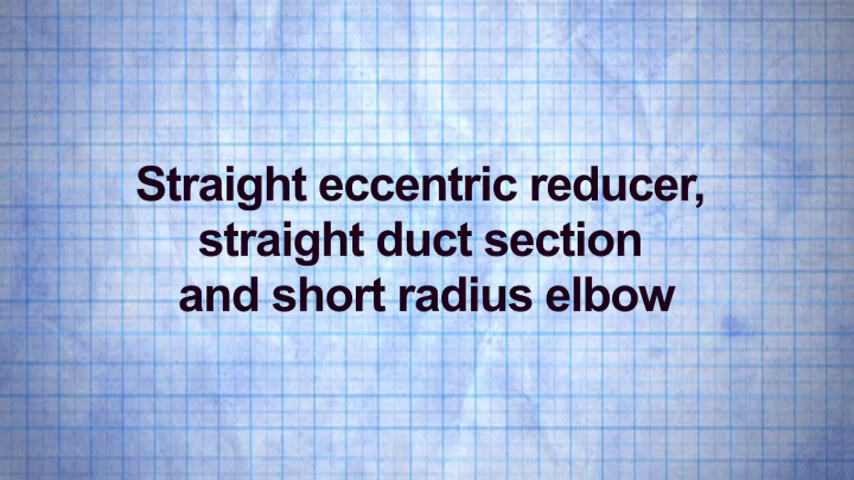 Straight eccentric reducer,
straight duct section
and short radius elbow